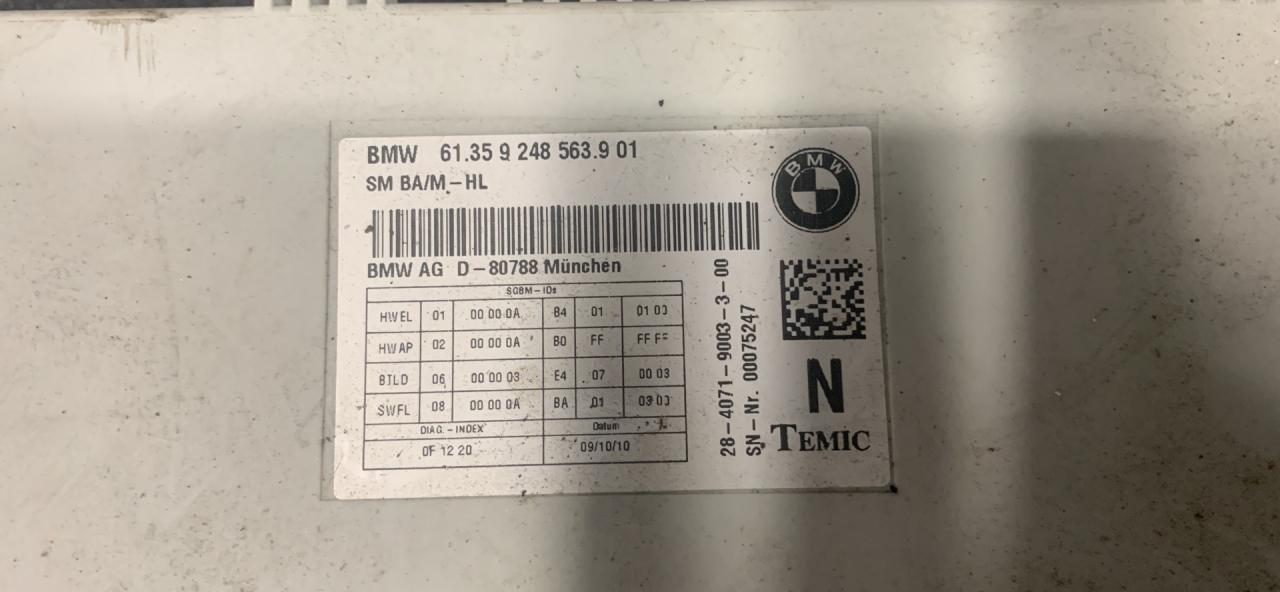 BMW 61.35 9 248 563.9 01
SM BA/M-HL
BMW
BMW AG D-80788 München
SGBM-IDs
HWEL 01 00 00 0A B4 01 01 03
HWAP 02 00 00 0A B0 FF FF FF
BTLD 06 00 00 03 E4 07 00 03
SWFL 08 00 00 0A BA 01 03 03
DIAG.-INDEX Datum
0F 12 20 09/10/10
28-4071-9003-3-00
SN-Nr. 00075247
N
TEMIC